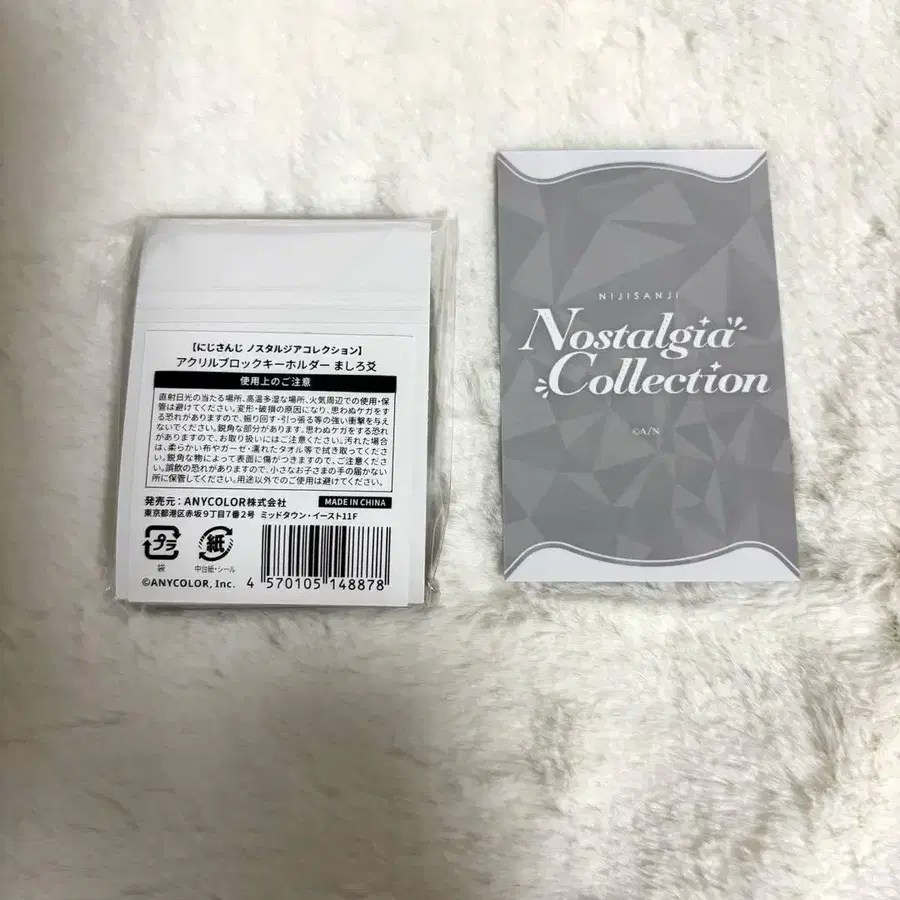 【にじさんじ ノスタルジアコレクション】
アクリルブロックキーホルダー ましろ爻
使用上のご注意
直射日光の当たる場所、高温多湿な場所、火気周辺での使用・保
管は避けてください。変形・破損の原因になり、思わぬケガをす
る恐れがありますので、振り回す・引っ張る等の強い衝撃を与え
ないでください。鋭角な部分があります。思わぬケガをする恐れが
ありますので、お取り扱いにはご注意ください。汚れた場合
は、柔らかい布やガーゼ・濡れたタオル等で拭き取ってくださ
い。鋭角な物によって表面に傷がつきますので、ご注意くださ
い。誤飲の恐れがありますので、小さなお子さまの手の届かない
所に保管してください。用途以外でのご使用は避けてください。
発売元：ANYCOLOR株式会社
MADE IN CHINA
東京都港区赤坂9丁目7番2号 ミッドタウン・イースト11F
プラ
袋
紙
中台紙・シール
©ANYCOLOR, Inc.
4 570105 148878
NIJISANJI
Nostalgia
Collection
©A/N